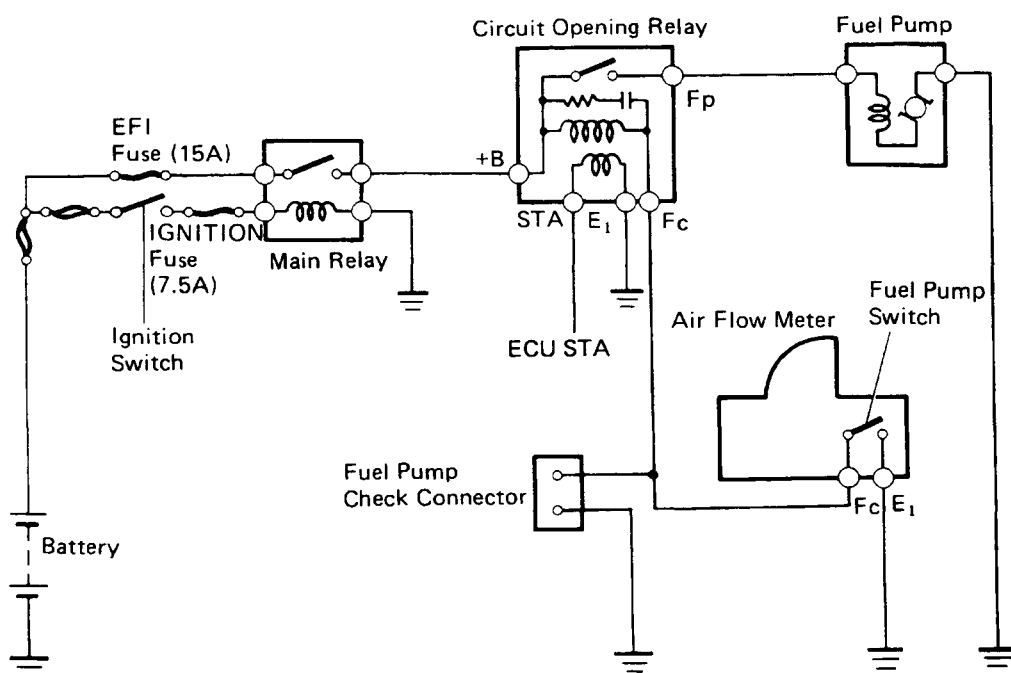 Circuit Opening Relay
Fuel Pump
Fp
EFI
Fuse (15A)
+B
STA
E₁
Fc
IGNITION
Fuse
(7.5A)
Main Relay
Ignition
Switch
ECU STA
Fuel Pump
Switch
Air Flow Meter
Fuel Pump
Check Connector
Fc
E₁
Battery